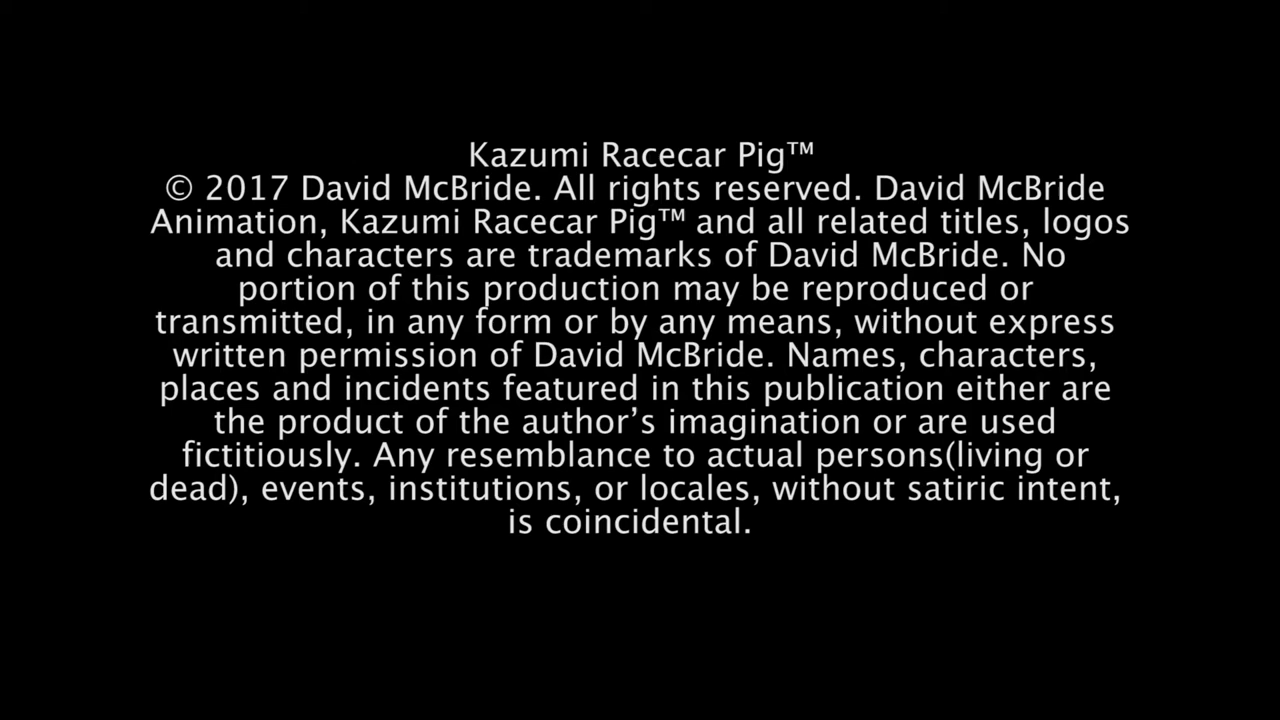 Kazumi Racecar Pig™
© 2017 David McBride. All rights reserved. David McBride
Animation, Kazumi Racecar Pig™ and all related titles, logos
and characters are trademarks of David McBride. No
portion of this production may be reproduced or
transmitted, in any form or by any means, without express
written permission of David McBride. Names, characters,
places and incidents featured in this publication either are
the product of the author’s imagination or are used
fictitiously. Any resemblance to actual persons(living or
dead), events, institutions, or locales, without satiric intent,
is coincidental.